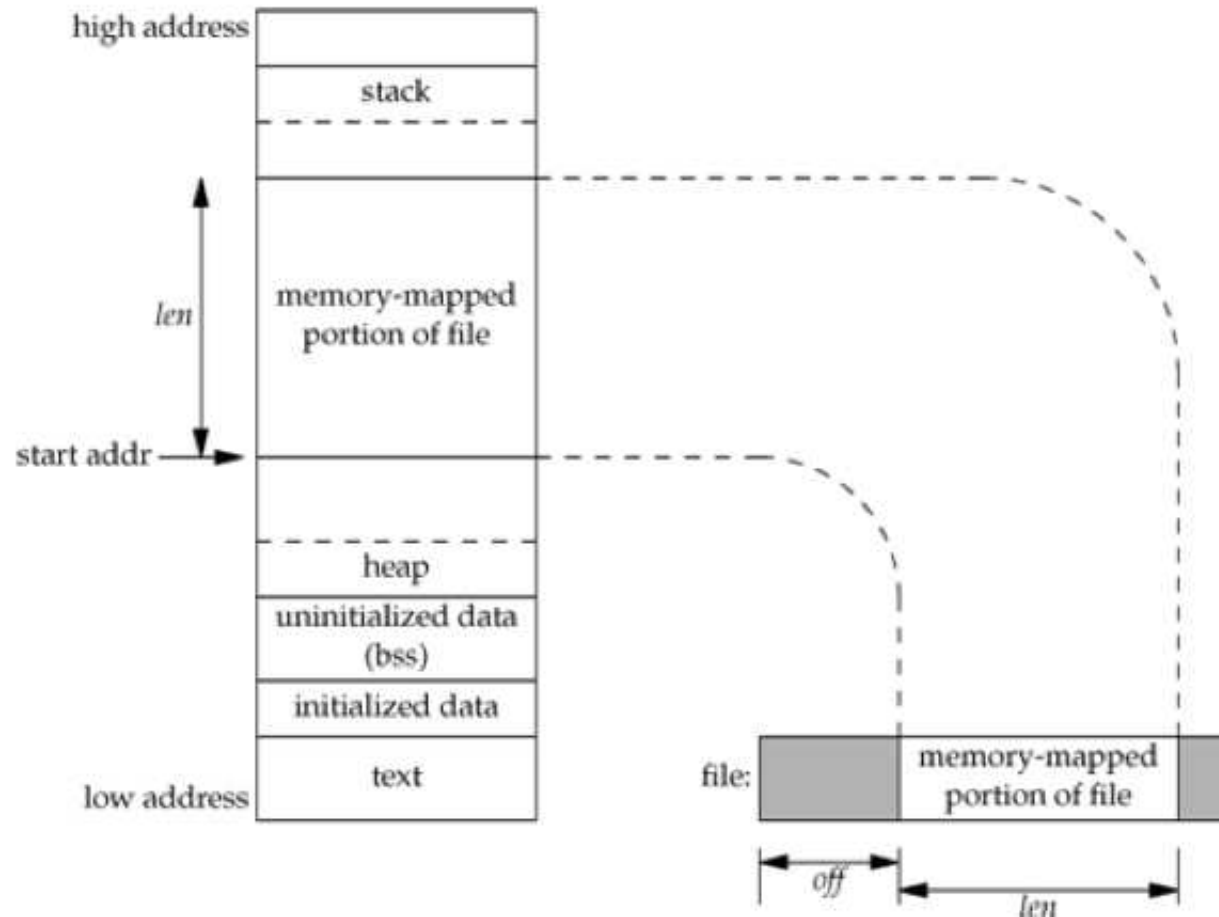 high address
stack
len
memory-mapped
portion of file
start addr
heap
uninitialized data
(bss)
initialized data
text
low address
file:
memory-mapped
portion of file
off
len